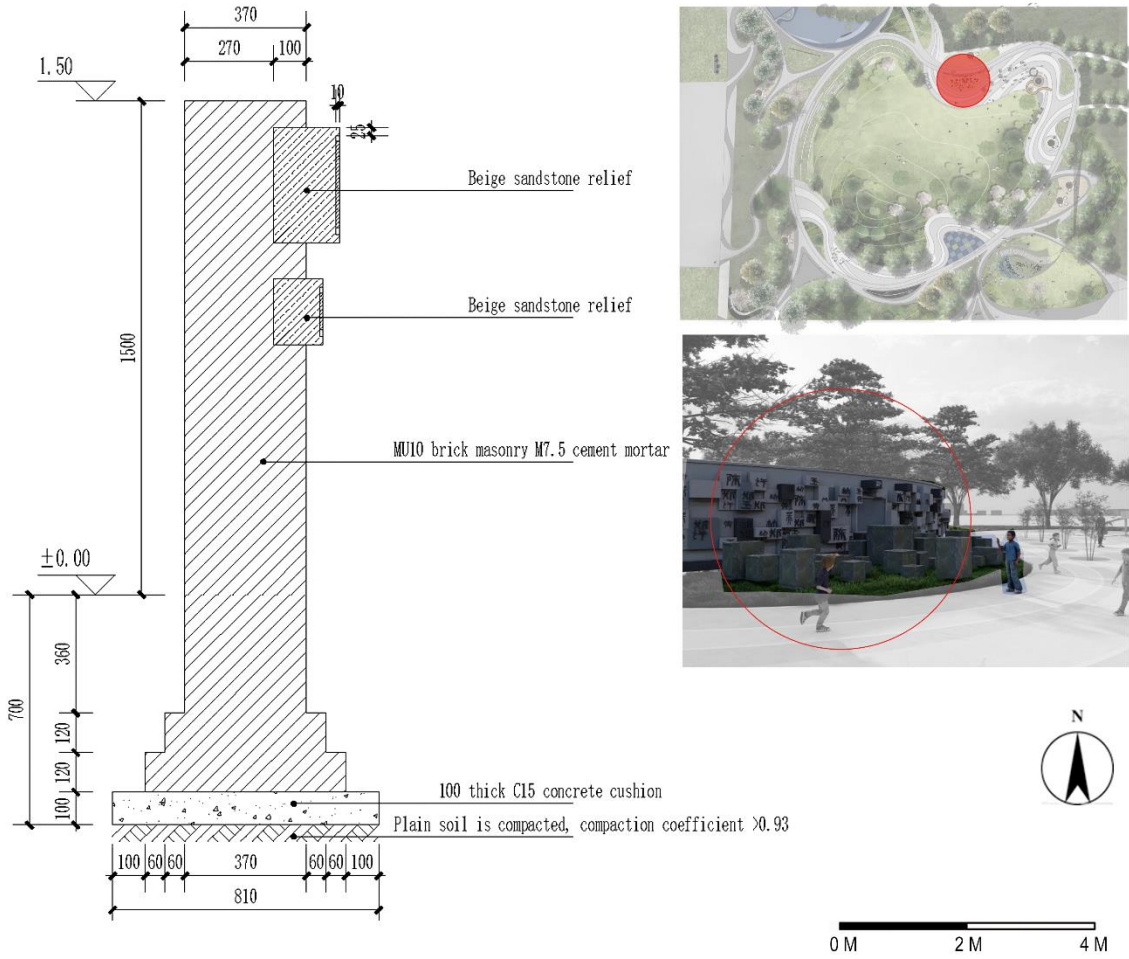 370
270 100
1.50
10
25
Beige sandstone relief
Beige sandstone relief
1500
MU10 brick masonry M7.5 cement mortar
±0.00
360
700
120
120
100
100 thick C15 concrete cushion
Plain soil is compacted, compaction coefficient >0.93
100 60 60 370 60 60 100
810
N
0 M 2 M 4 M